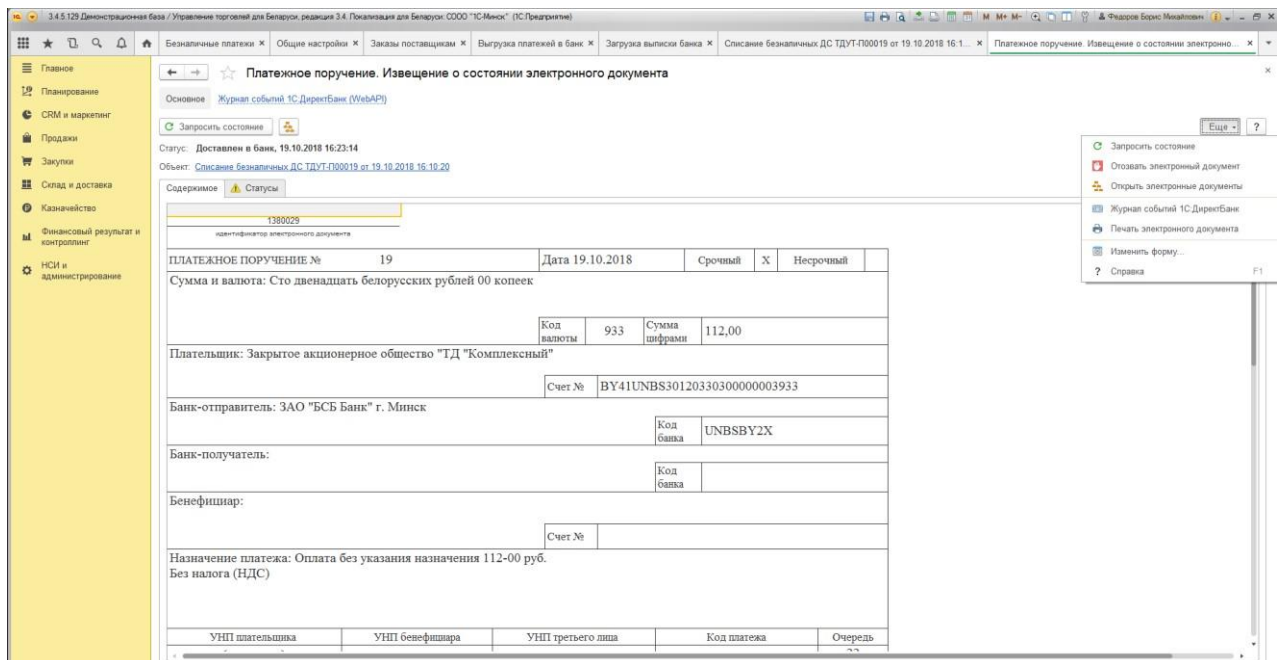 3.4.5.129 Демонстрационная база / Управление торговлей для Беларуси, редакция 3.4. Локализация для Беларуси: СООО "1С-Минск" (1С:Предприятие)
M M+ M-
Федоров Борис Михайлович
Безналичные платежи ×
Общие настройки ×
Заказы поставщикам ×
Выгрузка платежей в банк ×
Загрузка выписки банка ×
Списание безналичных ДС ТДУТ-П00019 от 19.10.2018 16:1... ×
Платежное поручение. Извещение о состоянии электронно... ×
Главное
Планирование
CRM и маркетинг
Продажи
Закупки
Склад и доставка
Казначейство
Финансовый результат и
контроллинг
НСИ и
администрирование
Платежное поручение. Извещение о состоянии электронного документа
Основное Журнал событий 1С:ДиректБанк (WebAPI)
Запросить состояние
Еще
?
Статус: Доставлен в банк, 19.10.2018 16:23:14
Объект: Списание безналичных ДС ТДУТ-П00019 от 19.10.2018 16:10:20
Содержимое Статусы
Запросить состояние
Отозвать электронный документ
Открыть электронные документы
Журнал событий 1С:ДиректБанк
Печать электронного документа
Изменить форму...
? Справка F1
1380029
идентификатор электронного документа
ПЛАТЕЖНОЕ ПОРУЧЕНИЕ № 19 Дата 19.10.2018 Срочный X Несрочный
Сумма и валюта: Сто двенадцать белорусских рублей 00 копеек
Код валюты 933 Сумма цифрами 112,00
Плательщик: Закрытое акционерное общество "ТД "Комплексный"
Счет № BY41UNBS30120330300000003933
Банк-отправитель: ЗАО "БСБ Банк" г. Минск
Код банка UNBSBY2X
Банк-получатель:
Код банка
Бенефициар:
Счет №
Назначение платежа: Оплата без указания назначения 112-00 руб.
Без налога (НДС)
УНП плательщика УНП бенефициара УНП третьего лица Код платежа Очередь